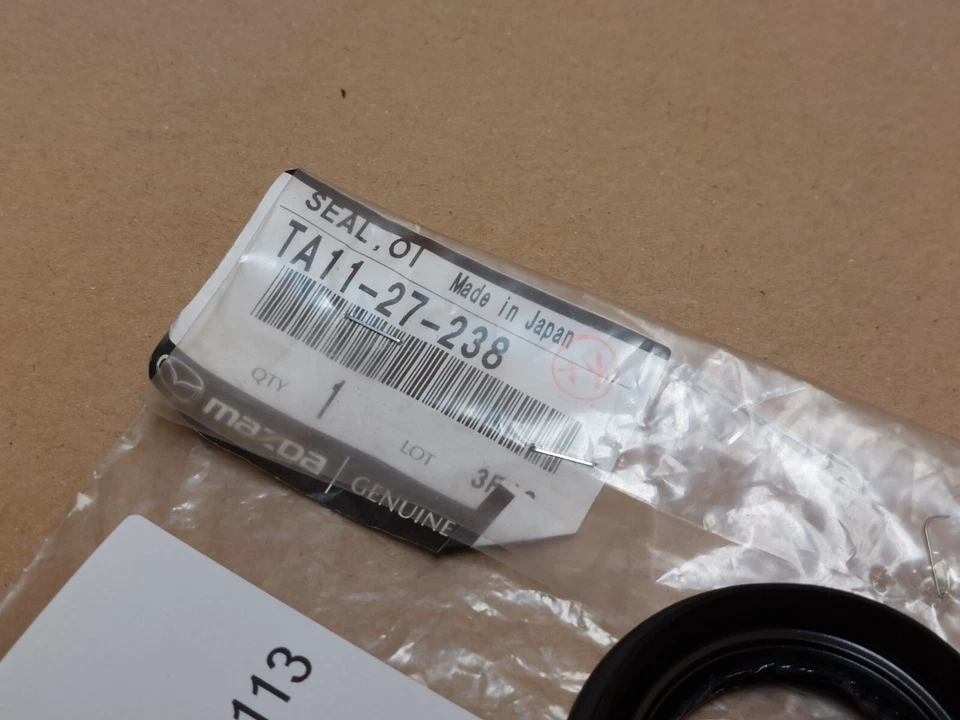 SEAL, OI
Made in Japan
TA11-27-238
QTY 1
LOT
mazda GENUINE
113